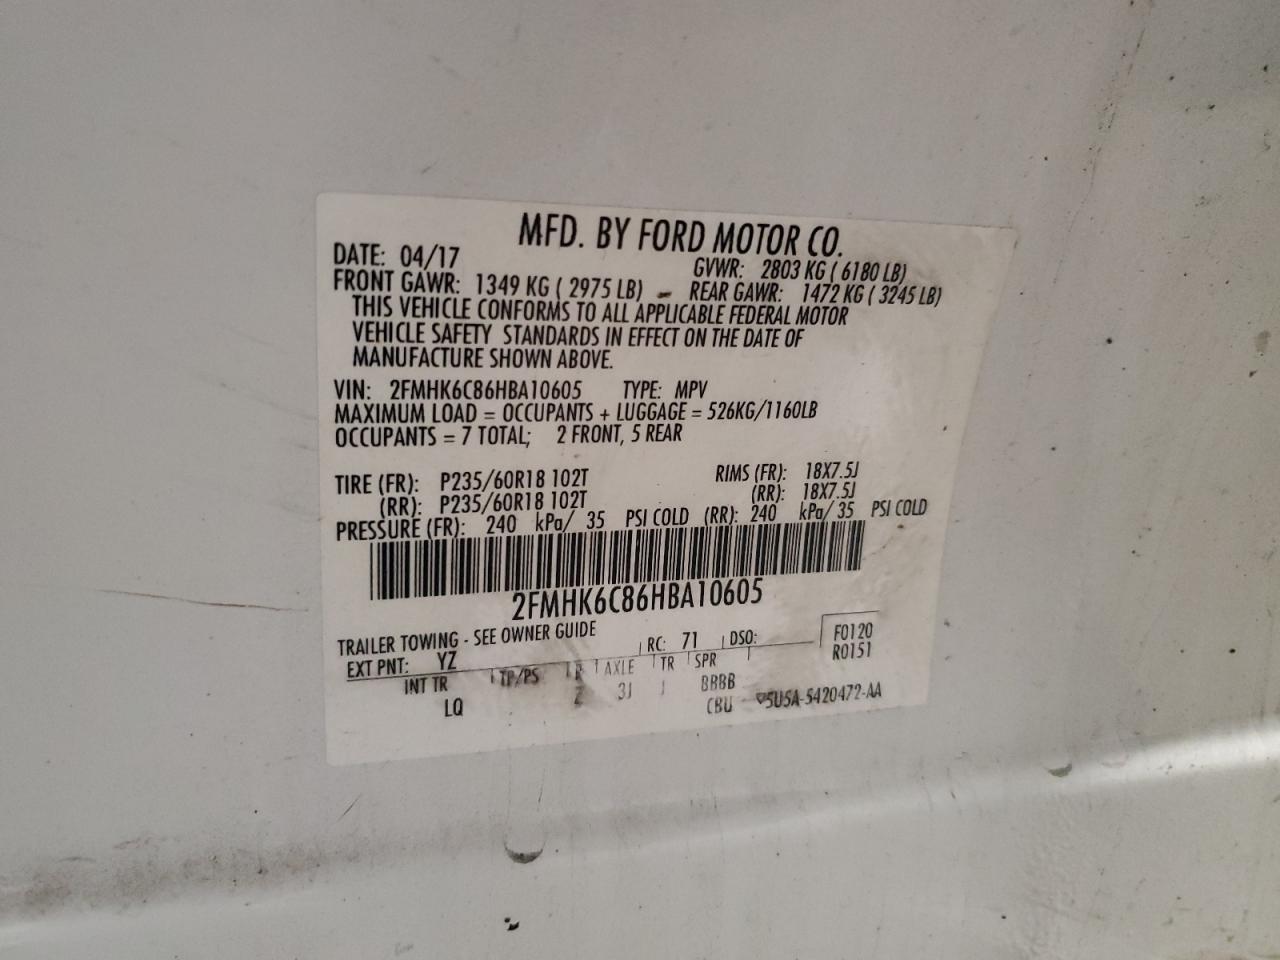 MFD. BY FORD MOTOR CO.
DATE: 04/17 GVWR: 2803 KG ( 6180 LB)
FRONT GAWR: 1349 KG ( 2975 LB) REAR GAWR: 1472 KG ( 3245 LB)
THIS VEHICLE CONFORMS TO ALL APPLICABLE FEDERAL MOTOR
VEHICLE SAFETY STANDARDS IN EFFECT ON THE DATE OF
MANUFACTURE SHOWN ABOVE.
VIN: 2FMHK6C86HBA10605 TYPE: MPV
MAXIMUM LOAD = OCCUPANTS + LUGGAGE = 526KG/1160LB
OCCUPANTS = 7 TOTAL; 2 FRONT, 5 REAR
TIRE (FR): P235/60R18 102T RIMS (FR): 18X7.5J
(RR): P235/60R18 102T (RR): 18X7.5J
PRESSURE (FR): 240 kPa/ 35 PSI COLD (RR): 240 kPa/ 35 PSI COLD
2FMHK6C86HBA10605
TRAILER TOWING - SEE OWNER GUIDE
EXT PNT: YZ RC: 71 DSO: F0120
R0151
INT TR TP/PS R AXLE TR SPR
LQ Z 3J J BBBB
CBU 5U5A-5420472-AA